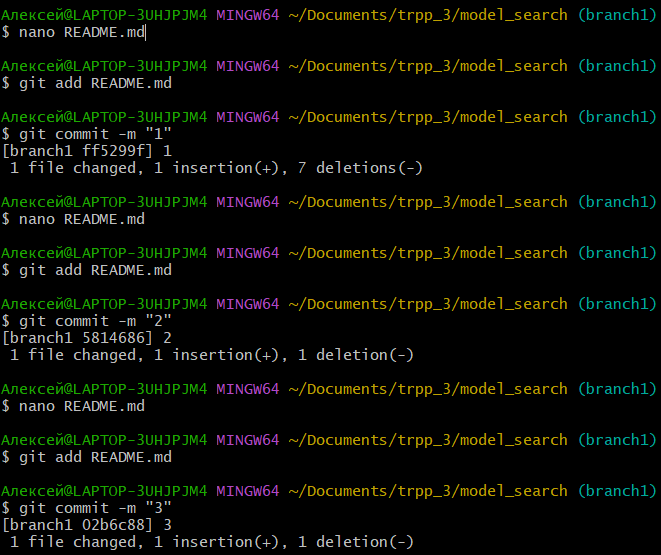 Алексей@LAPTOP-3UHJPJM4 MINGW64 ~/Documents/trpp_3/model_search (branch1)
$ nano README.md
Алексей@LAPTOP-3UHJPJM4 MINGW64 ~/Documents/trpp_3/model_search (branch1)
$ git add README.md
Алексей@LAPTOP-3UHJPJM4 MINGW64 ~/Documents/trpp_3/model_search (branch1)
$ git commit -m "1"
[branch1 ff5299f] 1
1 file changed, 1 insertion(+), 7 deletions(-)
Алексей@LAPTOP-3UHJPJM4 MINGW64 ~/Documents/trpp_3/model_search (branch1)
$ nano README.md
Алексей@LAPTOP-3UHJPJM4 MINGW64 ~/Documents/trpp_3/model_search (branch1)
$ git add README.md
Алексей@LAPTOP-3UHJPJM4 MINGW64 ~/Documents/trpp_3/model_search (branch1)
$ git commit -m "2"
[branch1 5814686] 2
1 file changed, 1 insertion(+), 1 deletion(-)
Алексей@LAPTOP-3UHJPJM4 MINGW64 ~/Documents/trpp_3/model_search (branch1)
$ nano README.md
Алексей@LAPTOP-3UHJPJM4 MINGW64 ~/Documents/trpp_3/model_search (branch1)
$ git add README.md
Алексей@LAPTOP-3UHJPJM4 MINGW64 ~/Documents/trpp_3/model_search (branch1)
$ git commit -m "3"
[branch1 02b6c88] 3
1 file changed, 1 insertion(+), 1 deletion(-)